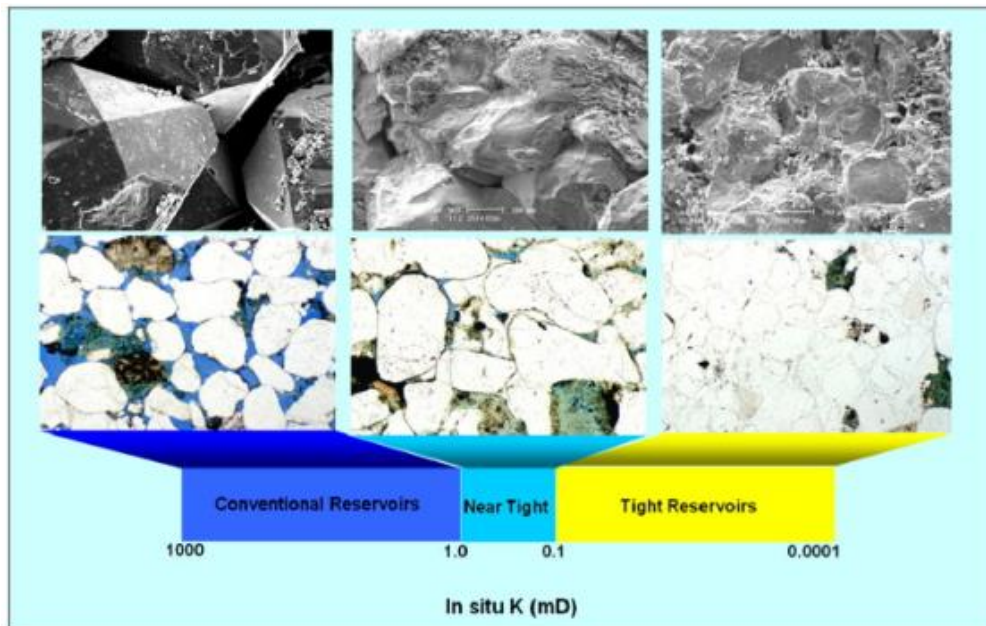 Conventional Reservoirs
Near Tight
Tight Reservoirs
1000
1.0
0.1
0.0001
In situ K (mD)